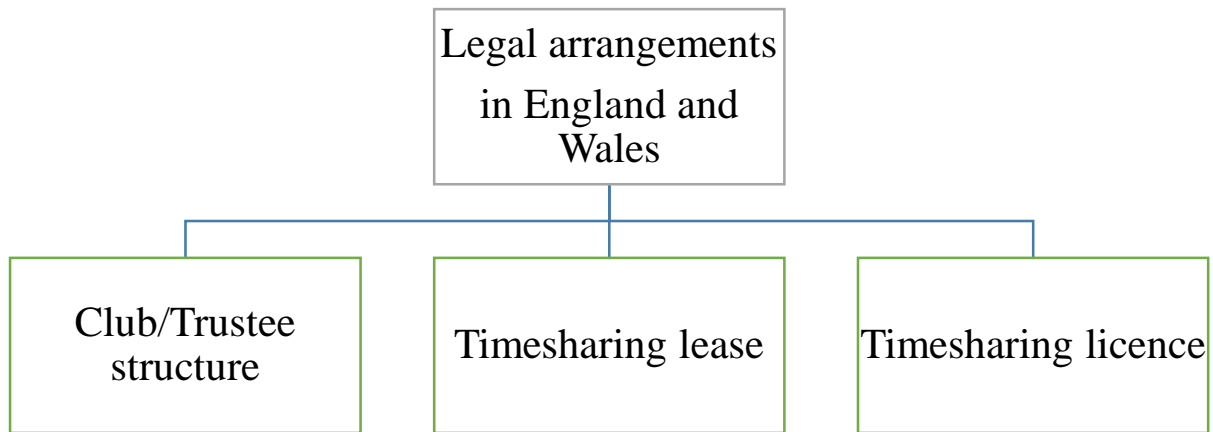 Legal arrangements
in England and
Wales
Club/Trustee
structure
Timesharing lease
Timesharing licence